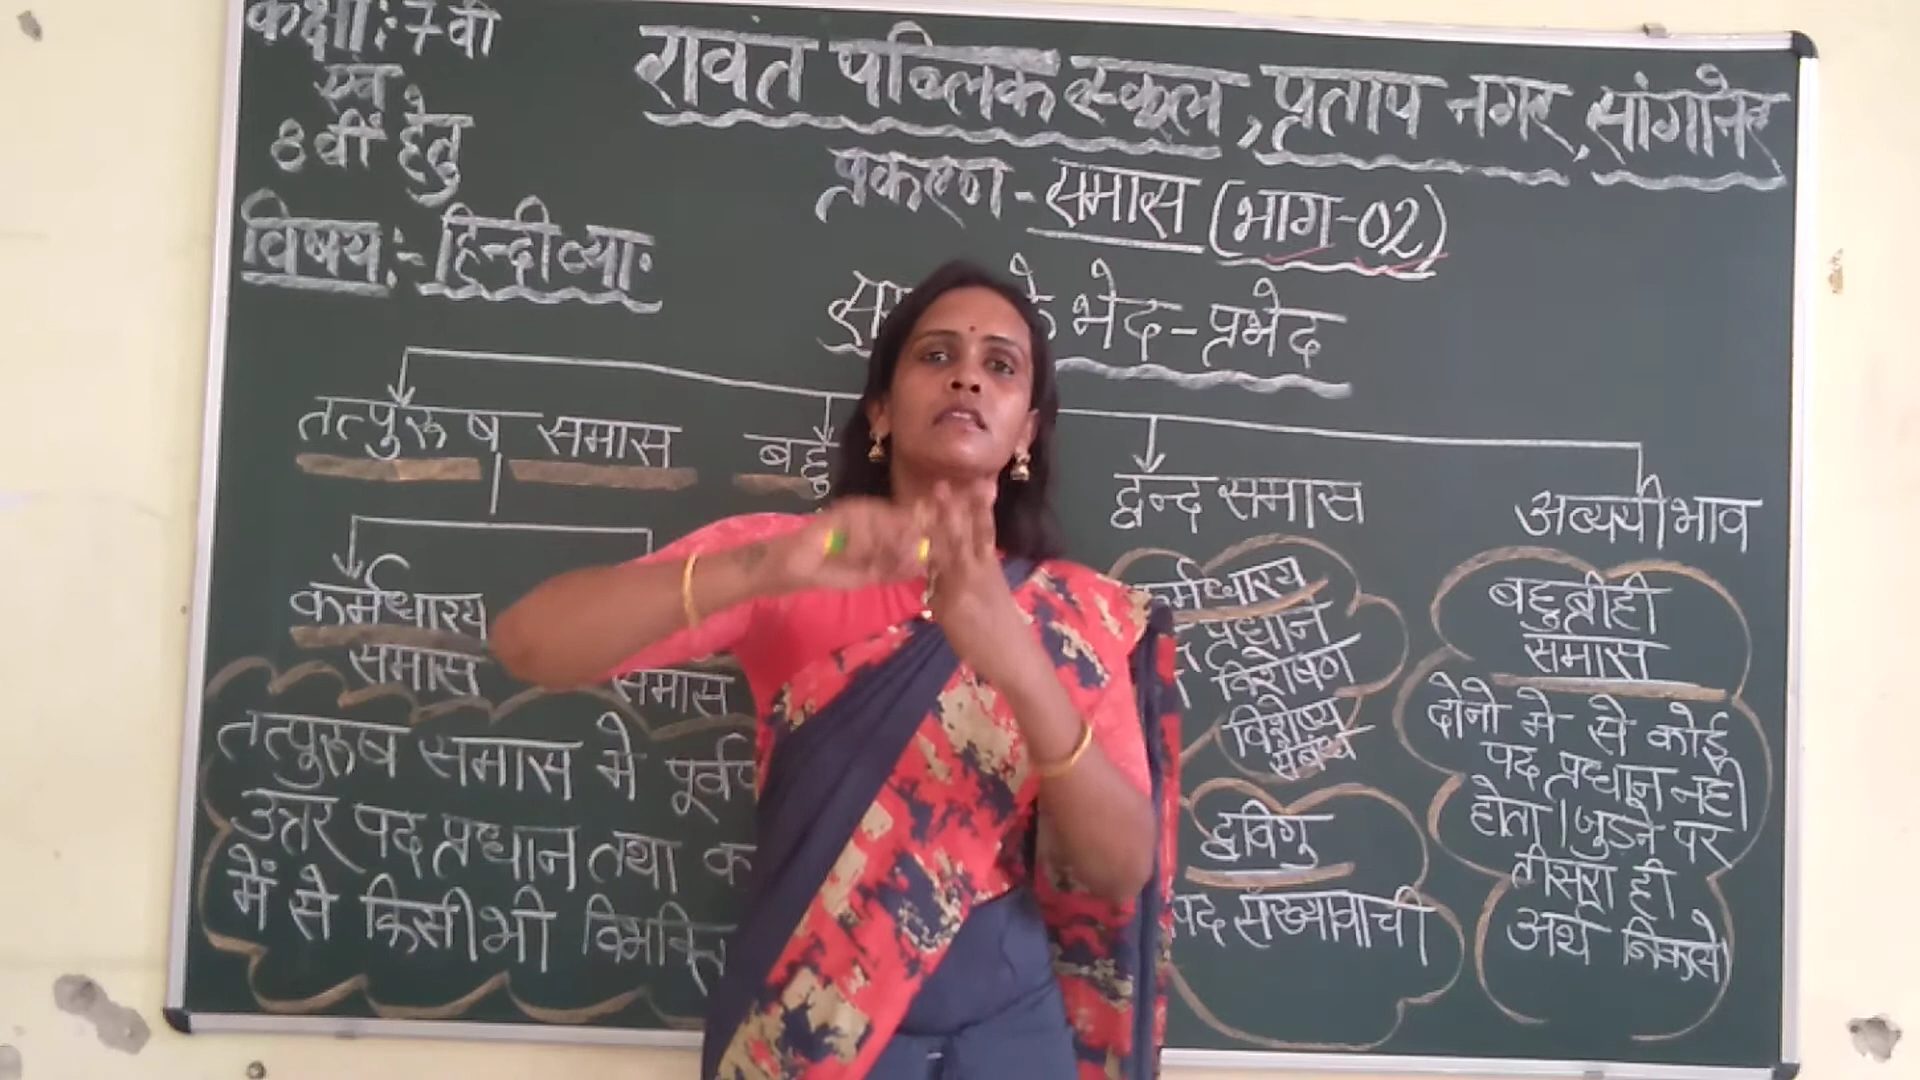 कक्षा:7वी
एंव
8वीं हेतु
विषय:-हिन्दी व्या॰
रावत पब्लिक स्कूल, प्रताप नगर, सांगानेर
प्रकरण-समास (भाग-02)
के भेद-प्रभेद
तत्पुरूष समास
द्वन्द समास
अव्ययीभाव
कर्मधारय
समास
समास
तत्पुरूष समास मे
उत्तर पद प्रधान तथा
में से किसी भी
प्रधान
विशेषण
विशेष्य
संबंध
द्वविगु
पद संख्यावाची
बहुब्रीही
समास
दोनो मे से कोई
पद प्रधान नही
होता। जुडने पर
तीसरा ही
अर्थ निकले